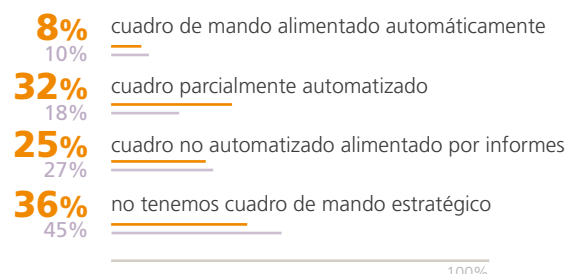 8% cuadro de mando alimentado automáticamente
10%
32% cuadro parcialmente automatizado
18%
25% cuadro no automatizado alimentado por informes
27%
36% no tenemos cuadro de mando estratégico
45%
100%